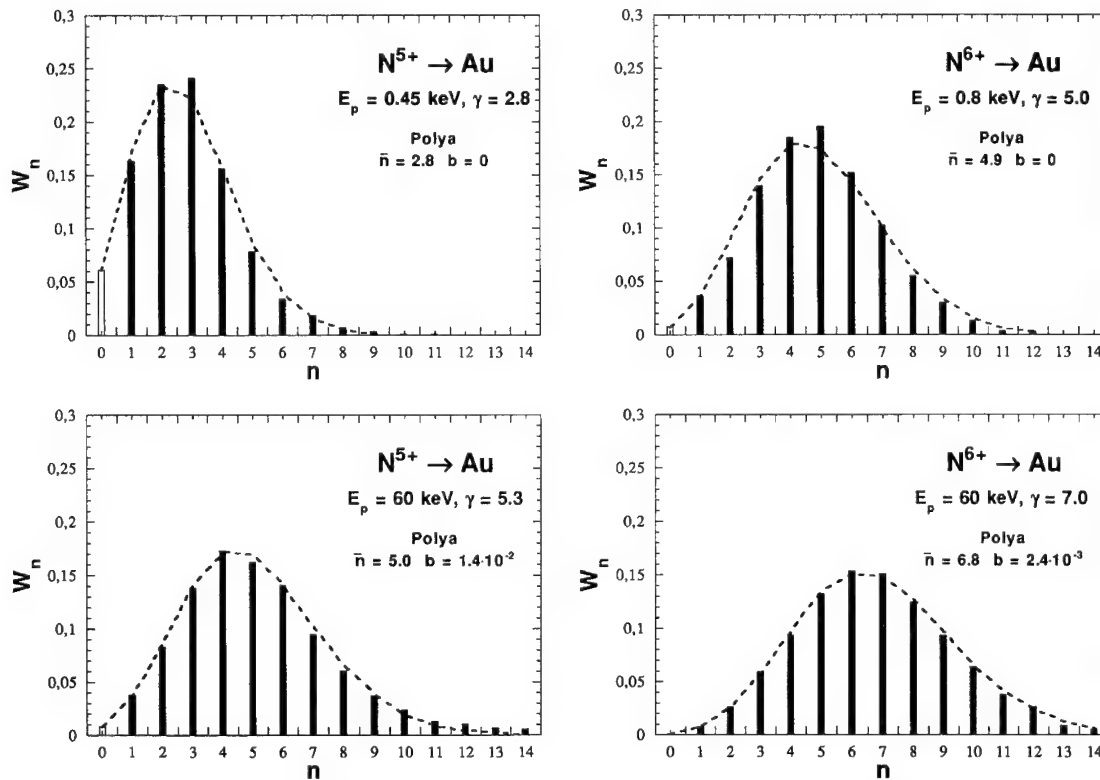 0,3
0,25
0,2
0,15
0,1
0,05
0
W_n
N^5+ → Au
E_p = 0.45 keV, γ = 2.8
Polya
n̄ = 2.8 b = 0
0 1 2 3 4 5 6 7 8 9 10 11 12 13 14
n
0,3
0,25
0,2
0,15
0,1
0,05
0
W_n
N^6+ → Au
E_p = 0.8 keV, γ = 5.0
Polya
n̄ = 4.9 b = 0
0 1 2 3 4 5 6 7 8 9 10 11 12 13 14
n
0,3
0,25
0,2
0,15
0,1
0,05
0
W_n
N^5+ → Au
E_p = 60 keV, γ = 5.3
Polya
n̄ = 5.0 b = 1.4·10^-2
0 1 2 3 4 5 6 7 8 9 10 11 12 13 14
n
0,3
0,25
0,2
0,15
0,1
0,05
0
W_n
N^6+ → Au
E_p = 60 keV, γ = 7.0
Polya
n̄ = 6.8 b = 2.4·10^-3
0 1 2 3 4 5 6 7 8 9 10 11 12 13 14
n